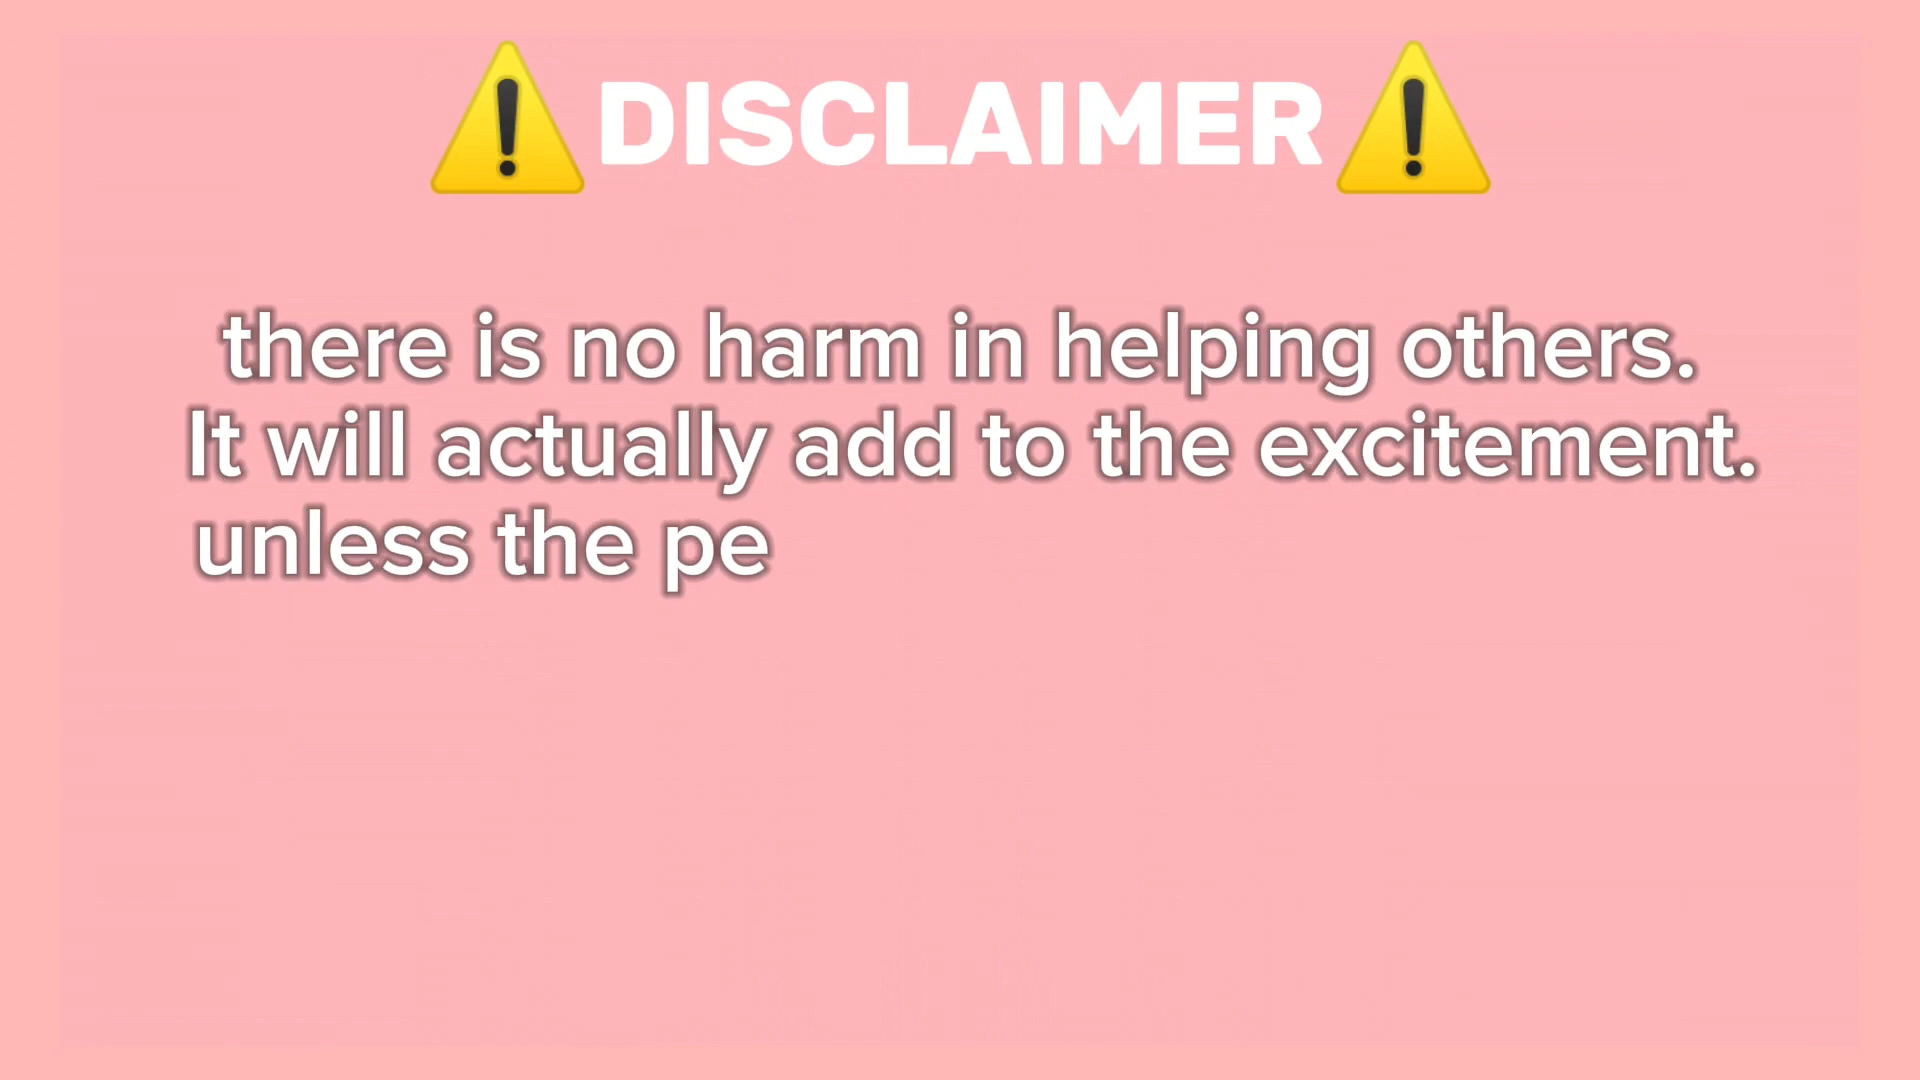 ⚠️DISCLAIMER⚠️
there is no harm in helping others.
It will actually add to the excitement.
unless the pe